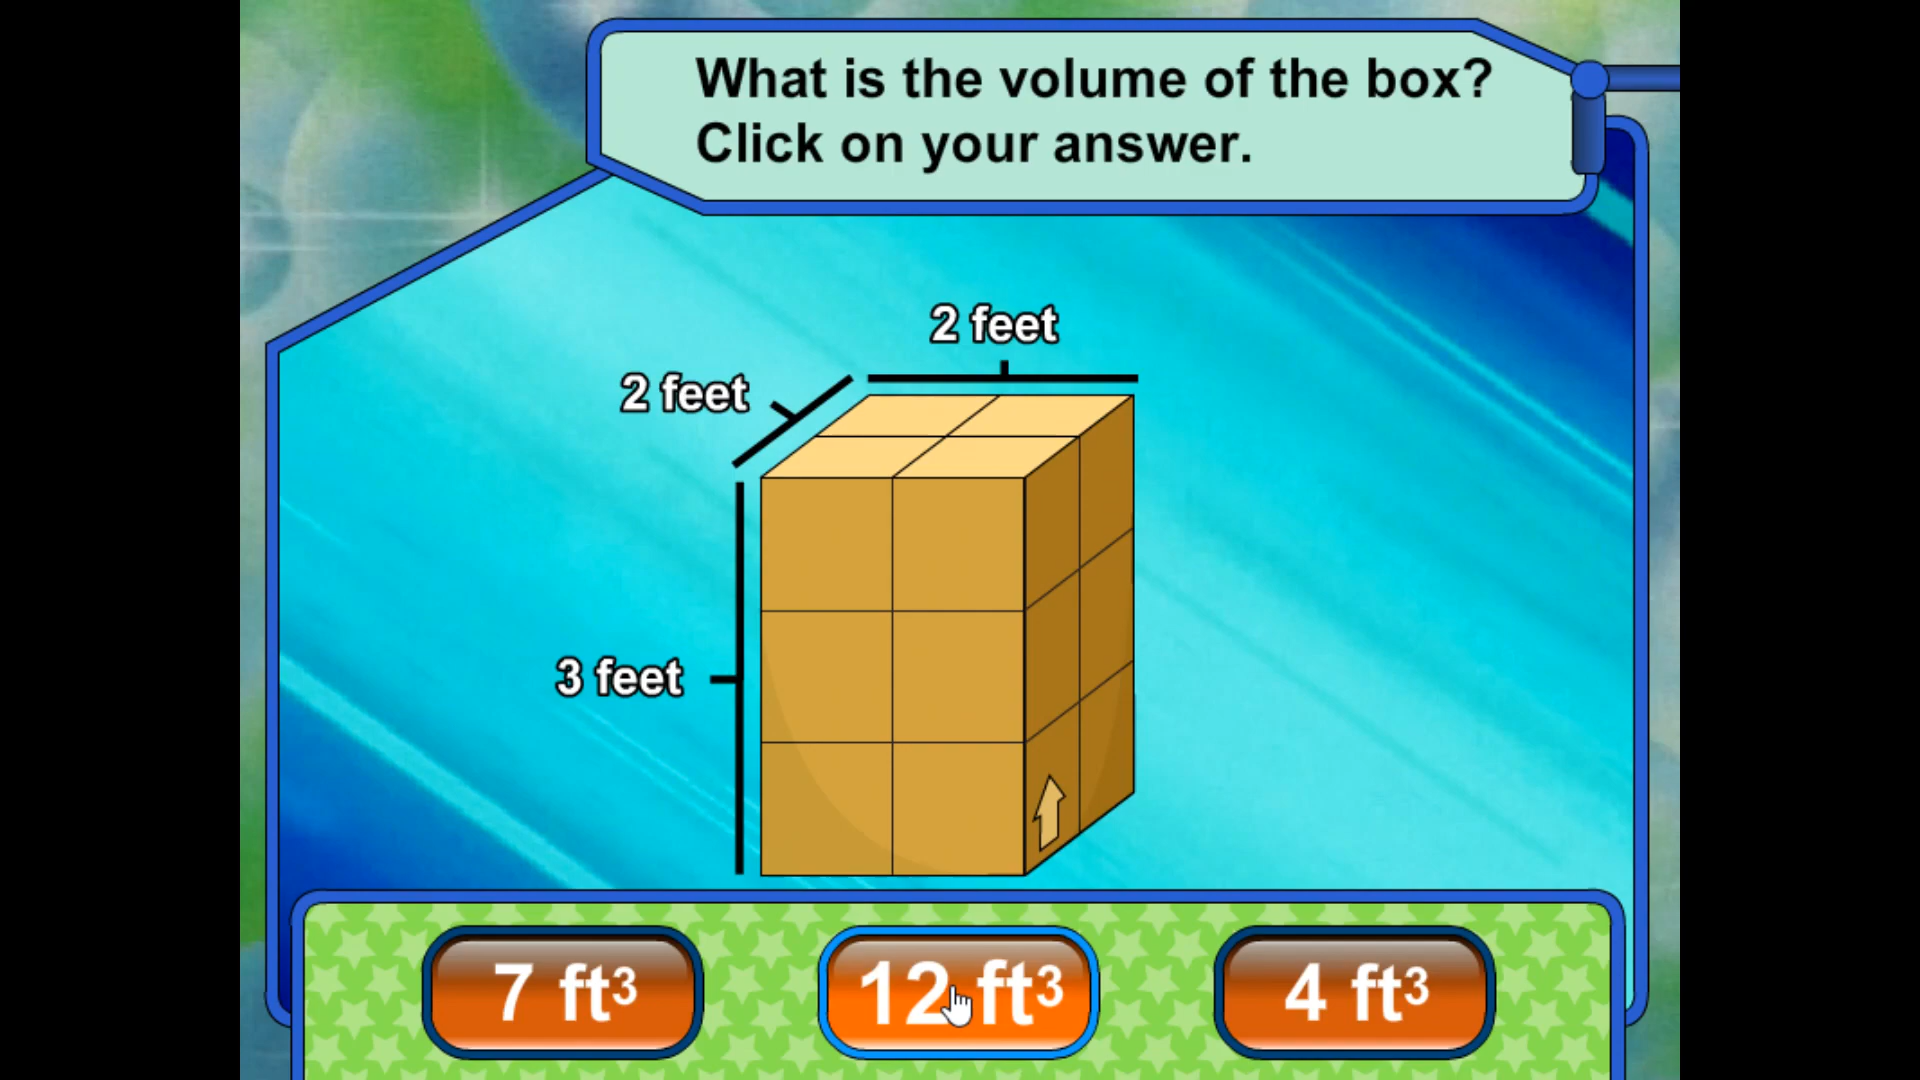 What is the volume of the box?
Click on your answer.
2 feet
2 feet
3 feet
7 ft³
12 ft³
4 ft³